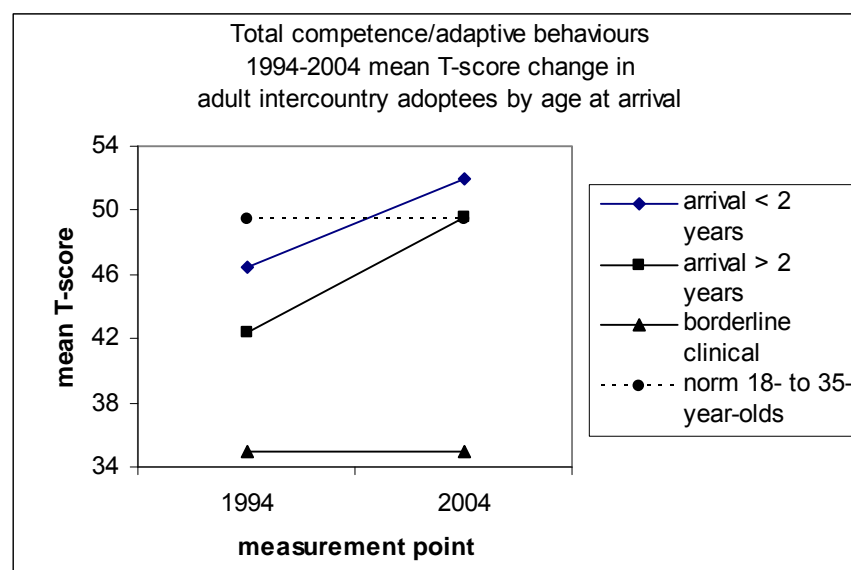 Total competence/adaptive behaviours
1994-2004 mean T-score change in
adult intercountry adoptees by age at arrival
54
50
46
42
38
34
mean T-score
1994
2004
measurement point
arrival < 2
years
arrival > 2
years
borderline
clinical
norm 18- to 35-
year-olds